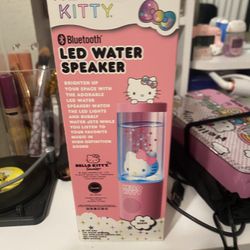 KITTY
Bluetooth®
LED WATER
SPEAKER
BRIGHTEN UP
YOUR SPACE WITH
THE ADORABLE
LED WATER
SPEAKER! WATCH
THE LED LIGHTS
AND BUBBLY
WATER JETS WHILE
YOU LISTEN TO
YOUR FAVORITE
MUSIC IN
HIGH-DEFINITION
SOUND
HELLO KITTY